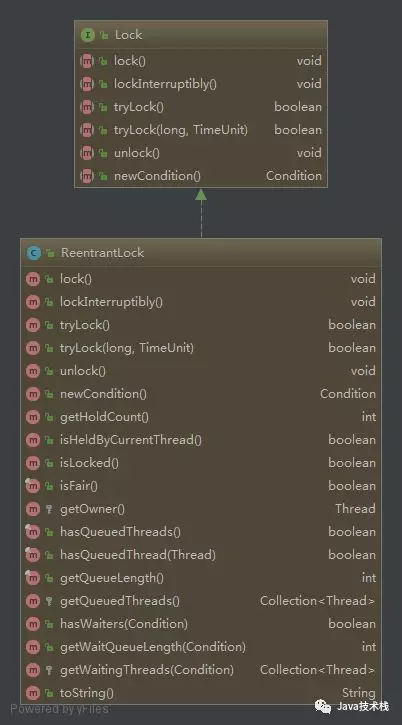 Lock
lock() void
lockInterruptibly() void
tryLock() boolean
tryLock(long, TimeUnit) boolean
unlock() void
newCondition() Condition
ReentrantLock
lock() void
lockInterruptibly() void
tryLock() boolean
tryLock(long, TimeUnit) boolean
unlock() void
newCondition() Condition
getHoldCount() int
isHeldByCurrentThread() boolean
isLocked() boolean
isFair() boolean
getOwner() Thread
hasQueuedThreads() boolean
hasQueuedThread(Thread) boolean
getQueueLength() int
getQueuedThreads() Collection<Thread>
hasWaiters(Condition) boolean
getWaitQueueLength(Condition) int
getWaitingThreads(Condition) Collection<Thread>
toString() String
Powered by yFiles
Java技术栈